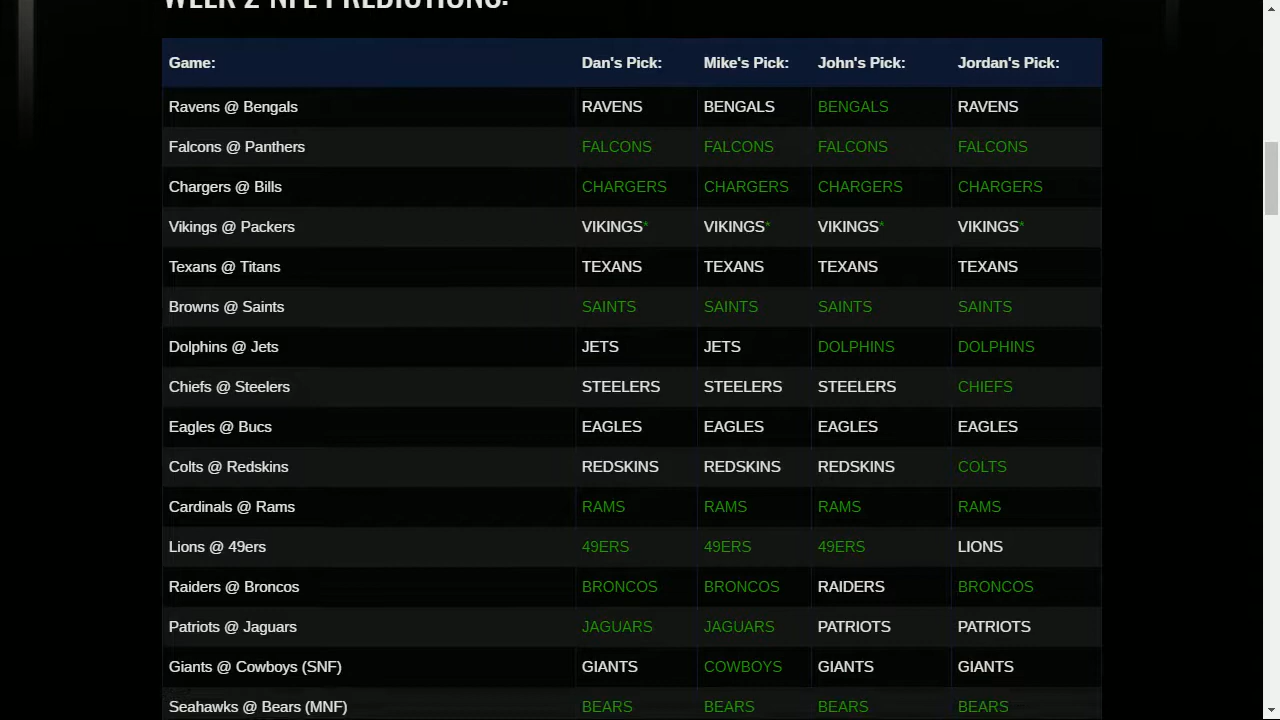 WEEK 2 NFL PREDICTIONS:
Game: Dan's Pick: Mike's Pick: John's Pick: Jordan's Pick:
Ravens @ Bengals RAVENS BENGALS BENGALS RAVENS
Falcons @ Panthers FALCONS FALCONS FALCONS FALCONS
Chargers @ Bills CHARGERS CHARGERS CHARGERS CHARGERS
Vikings @ Packers VIKINGS* VIKINGS* VIKINGS* VIKINGS*
Texans @ Titans TEXANS TEXANS TEXANS TEXANS
Browns @ Saints SAINTS SAINTS SAINTS SAINTS
Dolphins @ Jets JETS JETS DOLPHINS DOLPHINS
Chiefs @ Steelers STEELERS STEELERS STEELERS CHIEFS
Eagles @ Bucs EAGLES EAGLES EAGLES EAGLES
Colts @ Redskins REDSKINS REDSKINS REDSKINS COLTS
Cardinals @ Rams RAMS RAMS RAMS RAMS
Lions @ 49ers 49ERS 49ERS 49ERS LIONS
Raiders @ Broncos BRONCOS BRONCOS RAIDERS BRONCOS
Patriots @ Jaguars JAGUARS JAGUARS PATRIOTS PATRIOTS
Giants @ Cowboys (SNF) GIANTS COWBOYS GIANTS GIANTS
Seahawks @ Bears (MNF) BEARS BEARS BEARS BEARS